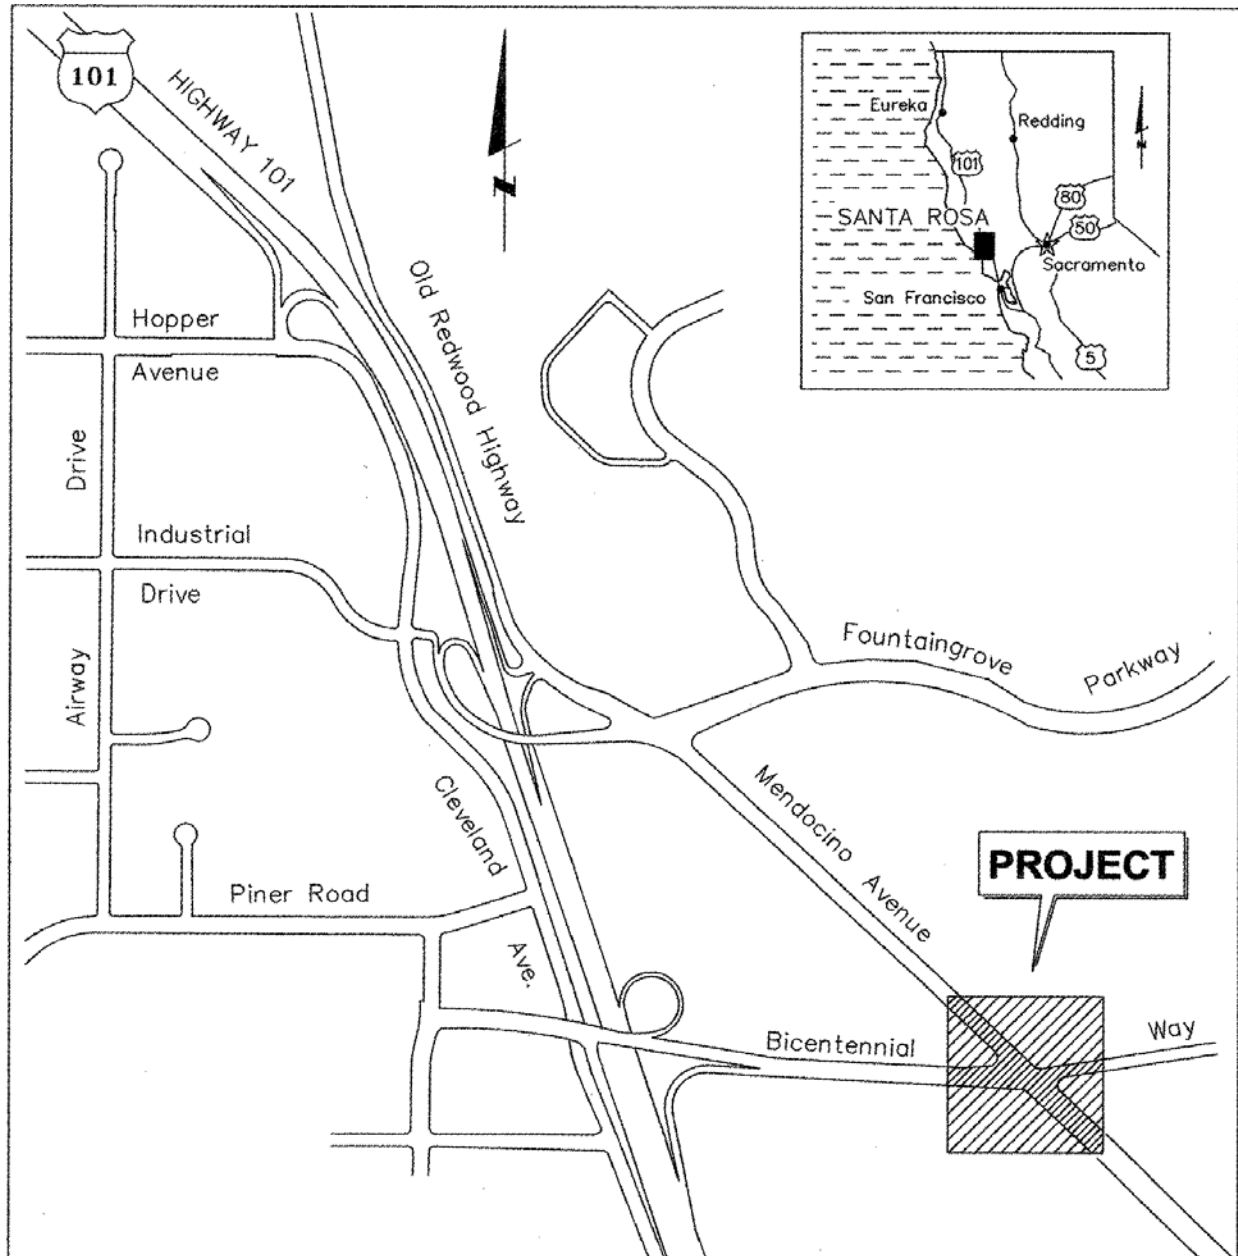 101
HIGHWAY 101
N
Eureka
Redding
N
101
80
SANTA ROSA
50
Sacramento
San Francisco
5
Old Redwood Highway
Hopper
Avenue
Drive
Industrial
Drive
Airway
Fountaingrove
Parkway
Cleveland
Mendocino
Avenue
PROJECT
Piner Road
Ave.
Bicentennial
Way